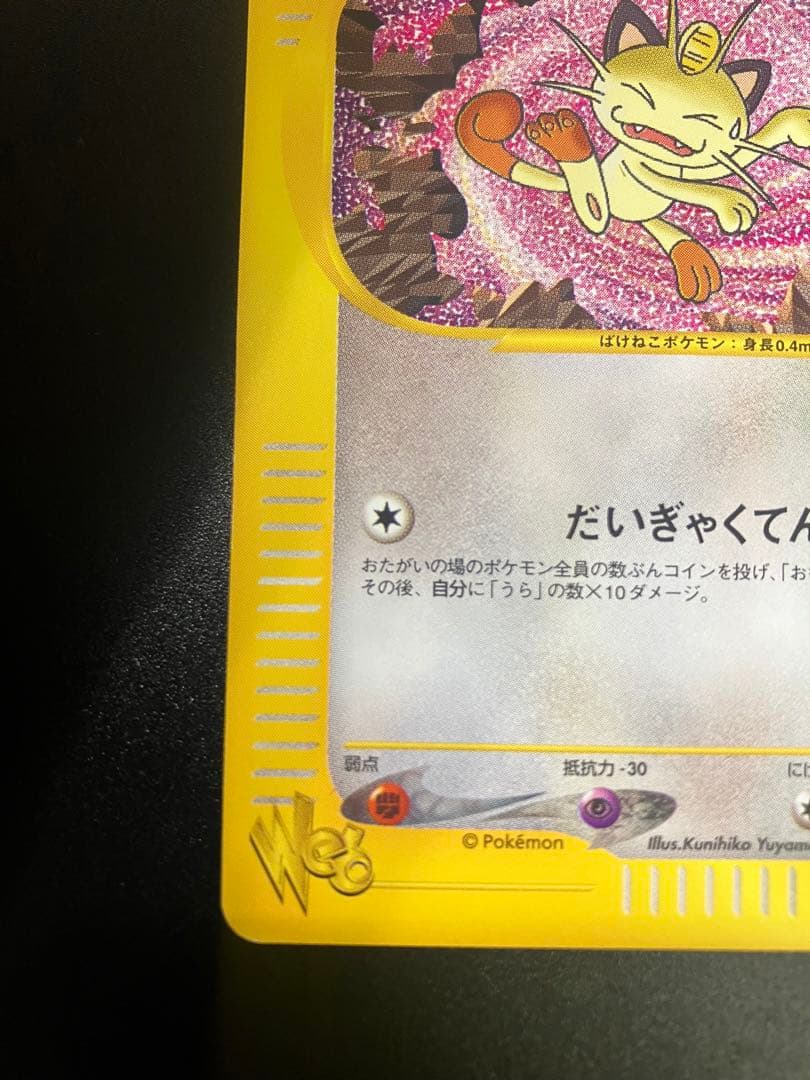 ばけねこポケモン：身長0.4m
だいぎゃくてん
おたがいの場のポケモン全員の数ぶんコインを投げ、「お
その後、自分に「うら」の数×10ダメージ。
弱点
抵抗力-30
にげ
©Pokémon
Illus.Kunihiko Yuyama
Web